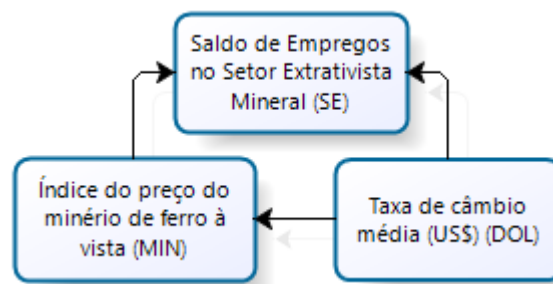 Saldo de Empregos
no Setor Extrativista
Mineral (SE)
Índice do preço do
minério de ferro à
vista (MIN)
Taxa de câmbio
média (US$) (DOL)